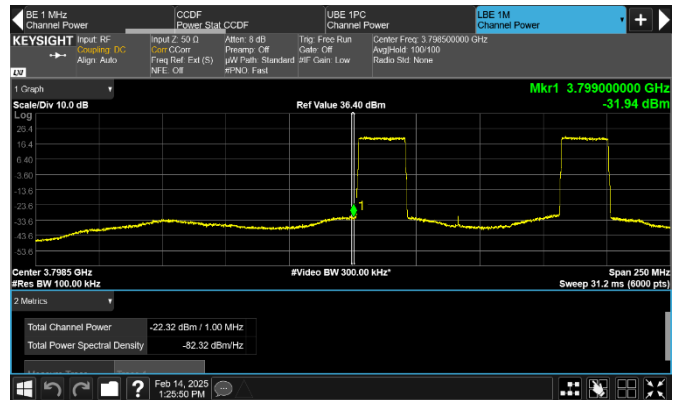 BE 1 MHz
Channel Power
CCDF
Power Stat CCDF
UBE 1PC
Channel Power
LBE 1M
Channel Power
KEYSIGHT
Input: RF
Coupling: DC
Align: Auto
Input Z: 50 Ω
Corr CCorr
Freq Ref: Ext (S)
NFE: Off
Atten: 8 dB
Preamp: Off
µW Path: Standard
#PNO: Fast
Trig: Free Run
Gate: Off
#IF Gain: Low
Center Freq: 3.798500000 GHz
Avg|Hold: 100/100
Radio Std: None
LXI
1 Graph
Mkr1 3.799000000 GHz
Scale/Div 10.0 dB
Ref Value 36.40 dBm
-31.94 dBm
Log
26.4
16.4
6.40
-3.60
-13.6
-23.6
-33.6
-43.6
-53.6
1
Center 3.7985 GHz
#Video BW 300.00 kHz*
Span 250 MHz
#Res BW 100.00 kHz
Sweep 31.2 ms (6000 pts)
2 Metrics
Total Channel Power -22.32 dBm / 1.00 MHz
Total Power Spectral Density -82.32 dBm/Hz
?
Feb 14, 2025
1:25:50 PM